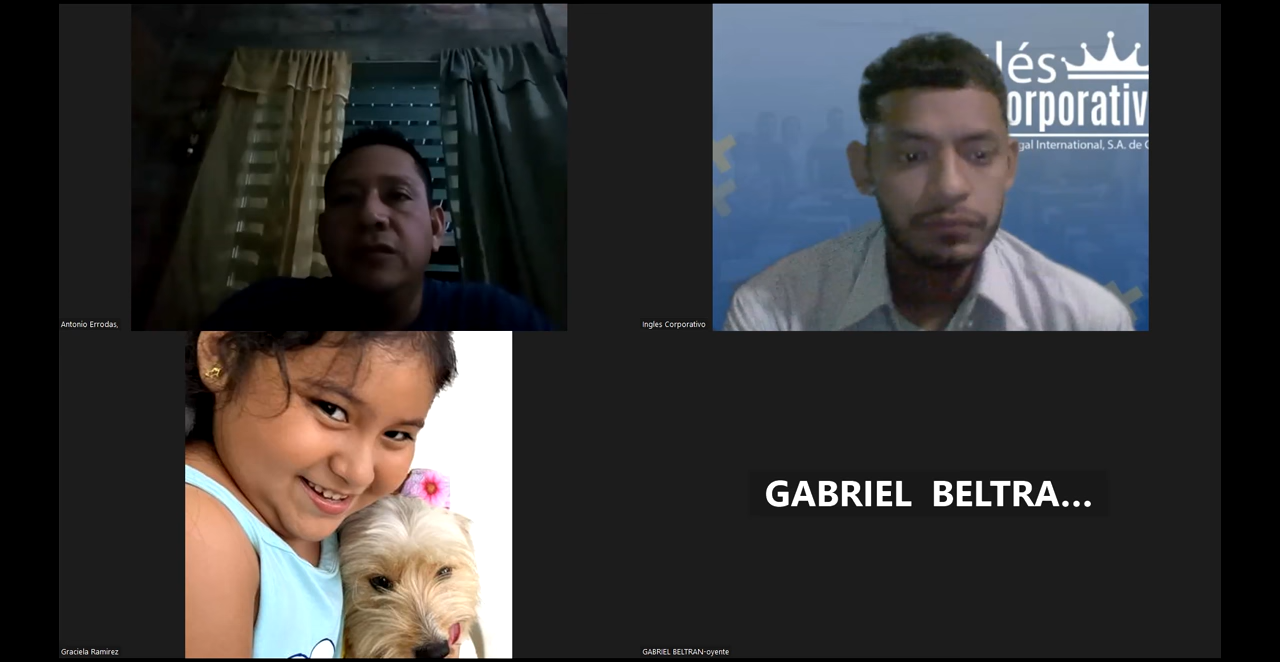 lés
orporativ
gal International, S.A. de C
Antonio Errodas,
Ingles Corporativo
GABRIEL BELTRA...
Graciela Ramirez
GABRIEL BELTRAN-oyente